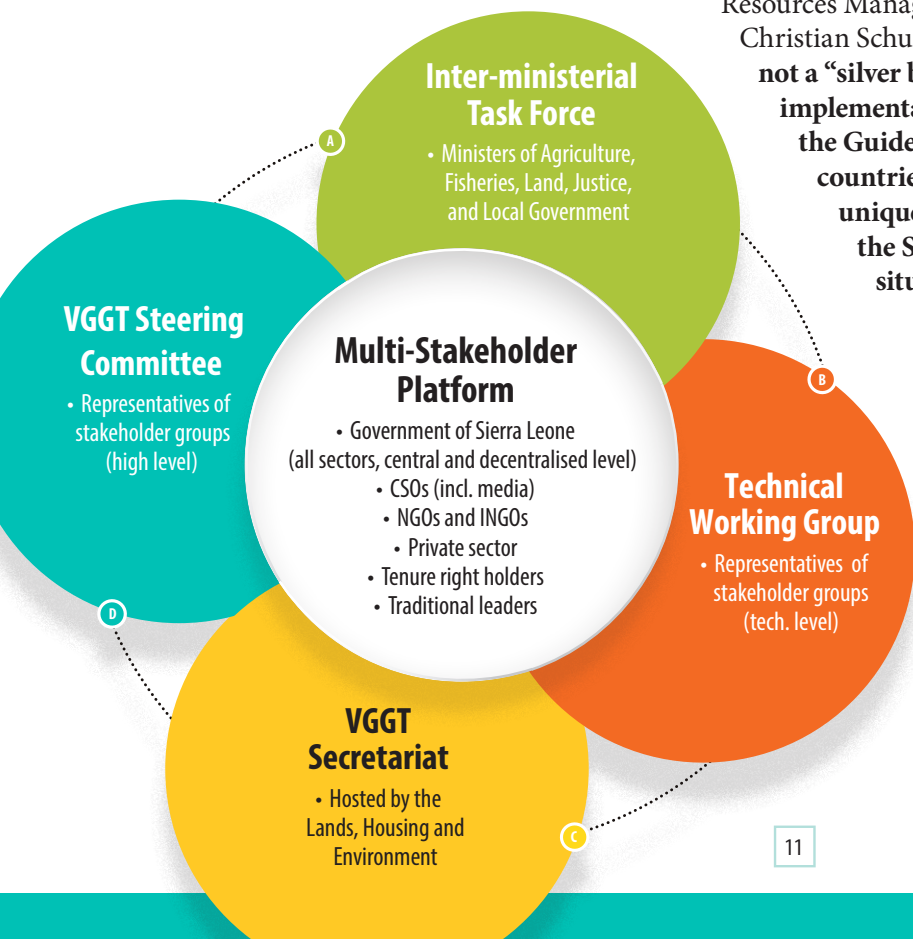 Resources Manag
Christian Schu
not a “silver b
implementa
the Guide
countrie
unique
the S
situ
Inter-ministerial
Task Force
• Ministers of Agriculture,
Fisheries, Land, Justice,
and Local Government
A
VGGT Steering
Committee
• Representatives of
stakeholder groups
(high level)
Multi-Stakeholder
Platform
• Government of Sierra Leone
(all sectors, central and decentralised level)
• CSOs (incl. media)
• NGOs and INGOs
• Private sector
• Tenure right holders
• Traditional leaders
B
Technical
Working Group
• Representatives of
stakeholder groups
(tech. level)
D
VGGT
Secretariat
• Hosted by the
Lands, Housing and
Environment
C
11